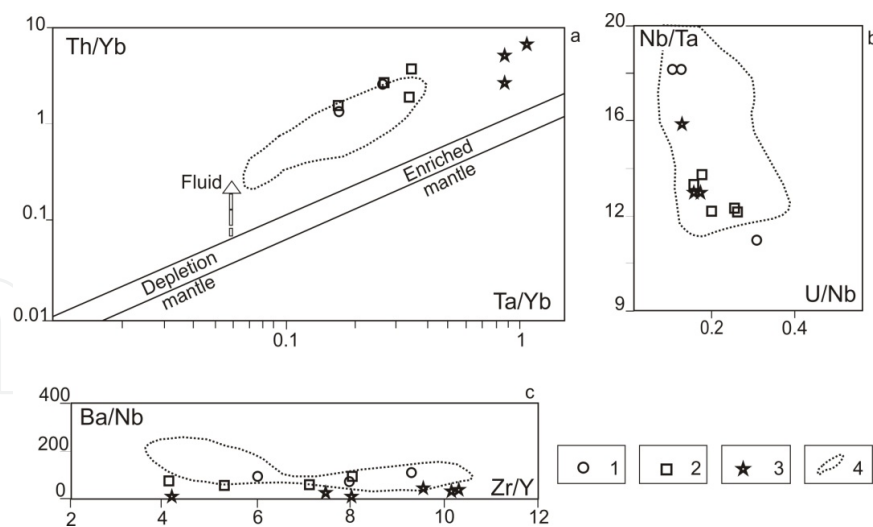 10
Th/Yb
a
1
0.1
0.01
Fluid
Enriched
mantle
Depletion
mantle
Ta/Yb
0.1
1
20
Nb/Ta
b
16
12
9
U/Nb
0.2
0.4
400
Ba/Nb
c
200
0
Zr/Y
2
4
6
8
10
12
1
2
3
4